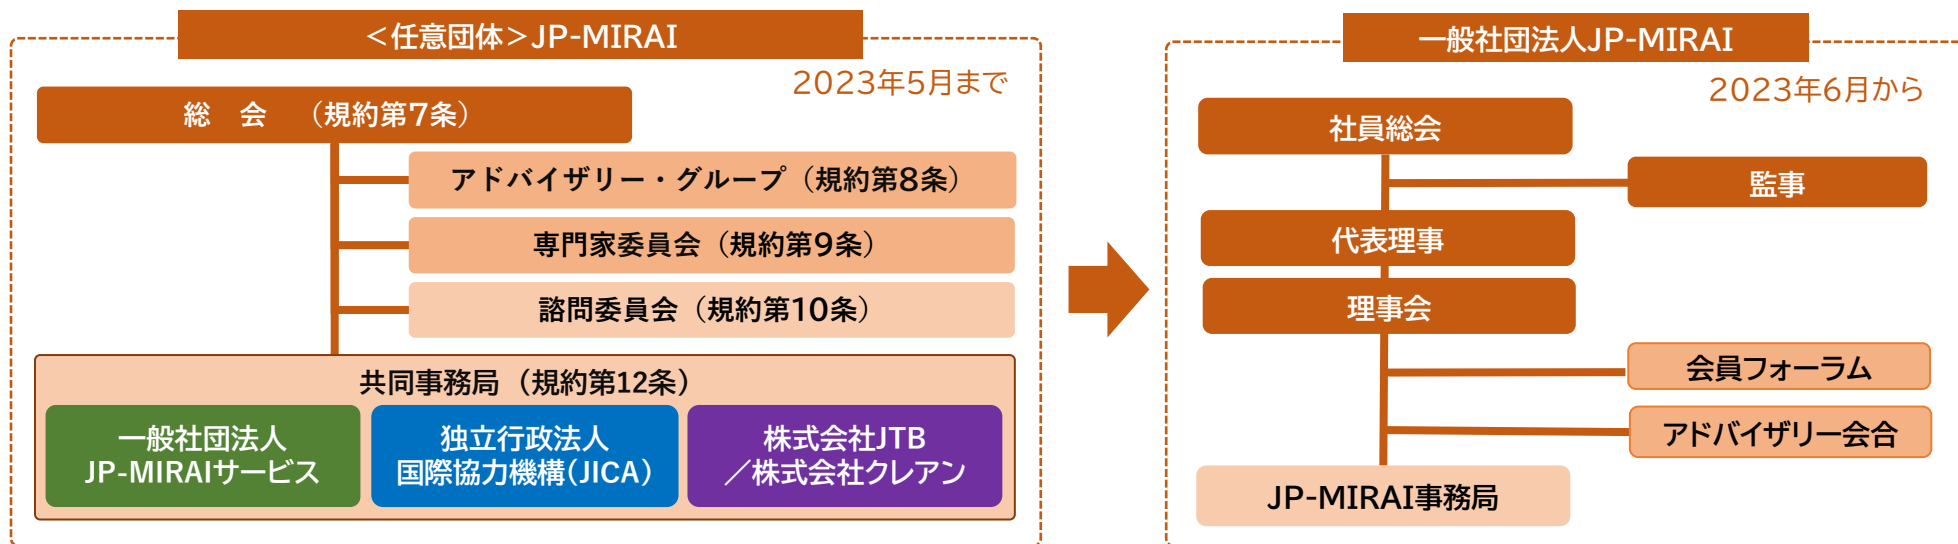 ＜任意団体＞JP-MIRAI
2023年5月まで
総　会　（規約第7条）
アドバイザリー・グループ（規約第8条）
専門家委員会（規約第9条）
諮問委員会（規約第10条）
共同事務局（規約第12条）
一般社団法人
JP-MIRAIサービス
独立行政法人
国際協力機構(JICA)
株式会社JTB
／株式会社クレアン
一般社団法人JP-MIRAI
2023年6月から
社員総会
監事
代表理事
理事会
会員フォーラム
アドバイザリー会合
JP-MIRAI事務局